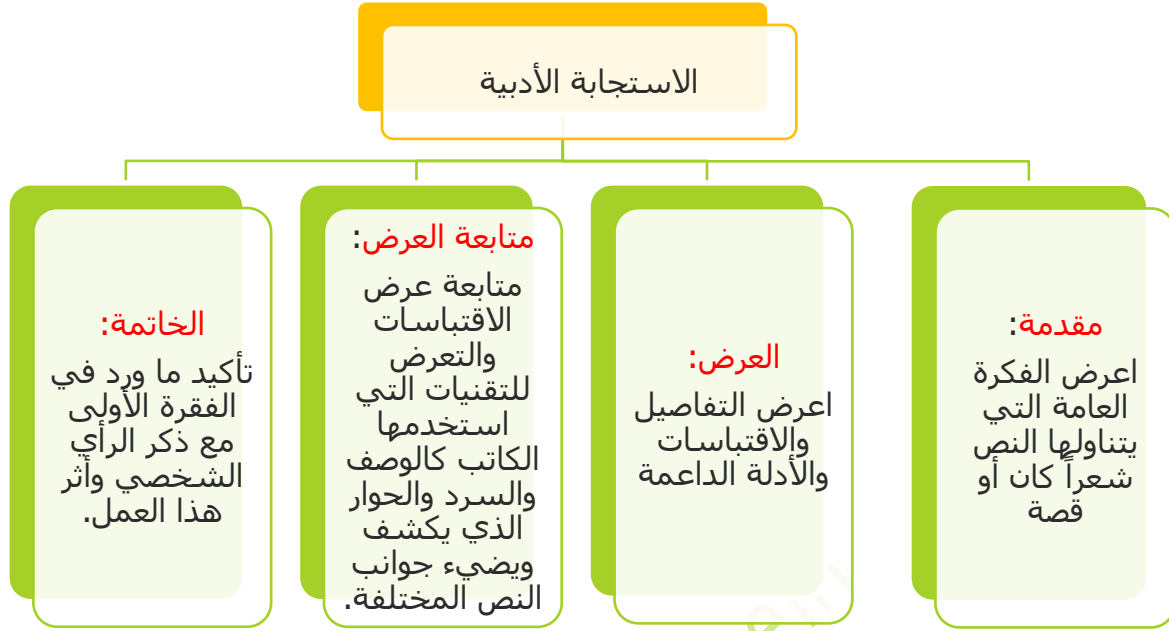 الاستجابة الأدبية
مقدمة:
اعرض الفكرة
العامة التي
يتناولها النص
شعراً كان أو
قصة
العرض:
اعرض التفاصيل
والاقتباسات
والأدلة الداعمة
متابعة العرض:
متابعة عرض
الاقتباسات
والتعرض
للتقنيات التي
استخدمها
الكاتب كالوصف
والسرد والحوار
الذي يكشف
ويضيء جوانب
النص المختلفة.
الخاتمة:
تأكيد ما ورد في
الفقرة الأولى
مع ذكر الرأي
الشخصي وأثر
هذا العمل.